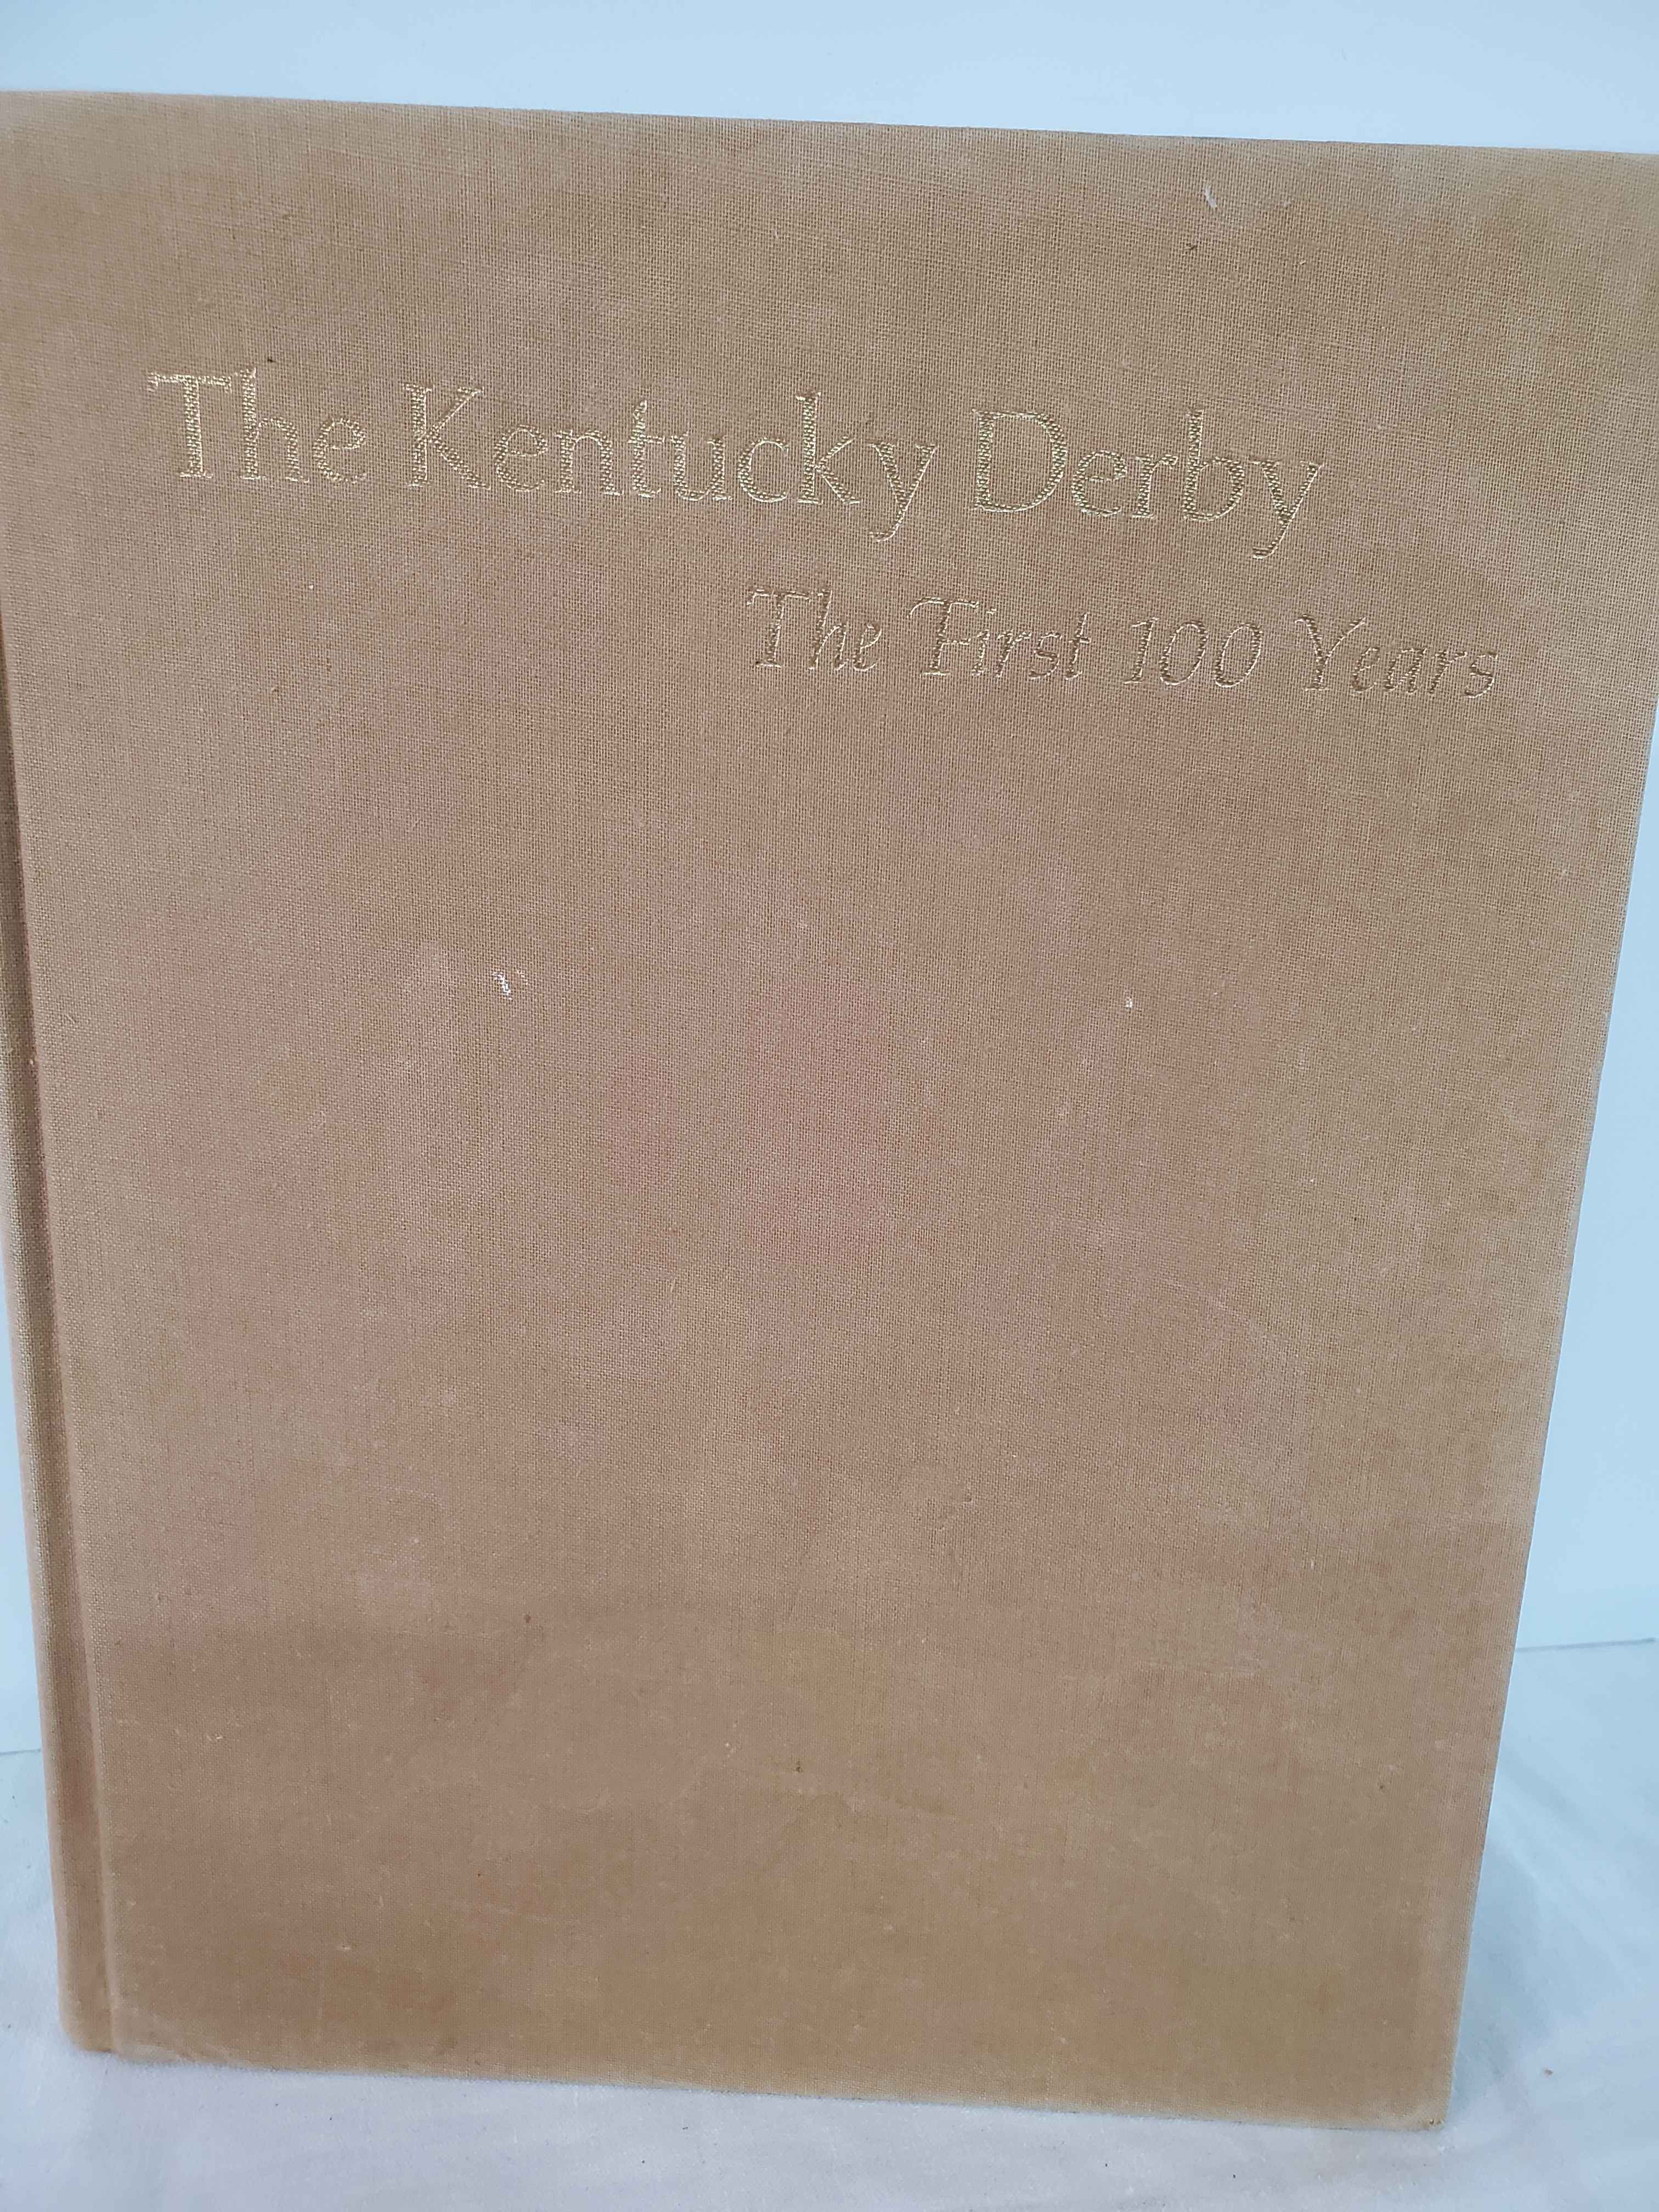 The Kentucky Derby
The First 100 Years